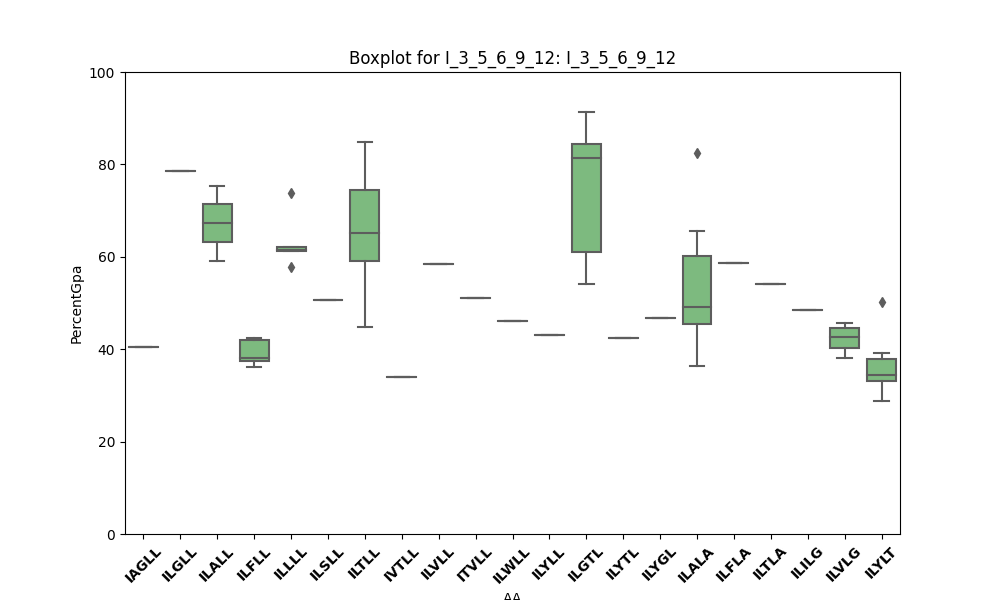 Boxplot for I_3_5_6_9_12: I_3_5_6_9_12
100
80
60
40
20
0
PercentGpa
IAGLL ILGLL ILALL ILFLL ILLLL ILSLL ILTLL IVTLL ILVLL ITVLL ILWLL ILYLL ILGTL ILYTL ILYGL ILALA ILFLA ILTLA ILILG ILVLG ILYLT
AA